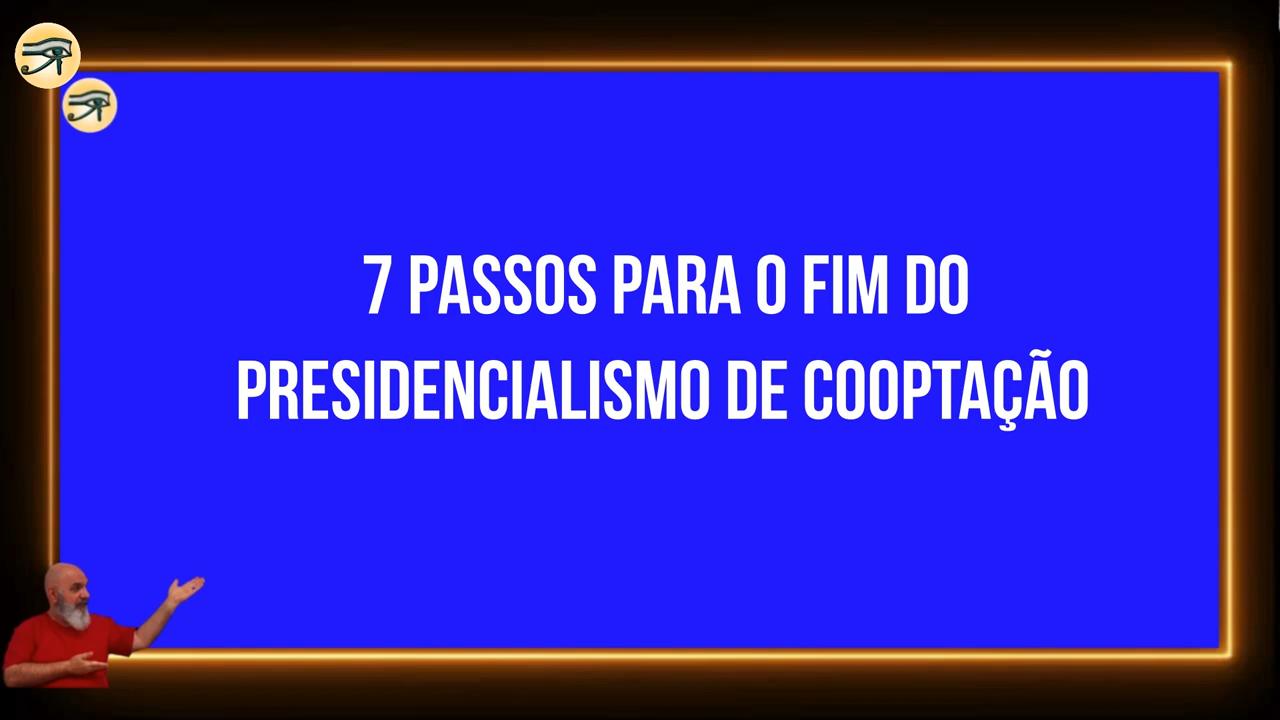 7 PASSOS PARA O FIM DO
PRESIDENCIALISMO DE COOPTAÇÃO